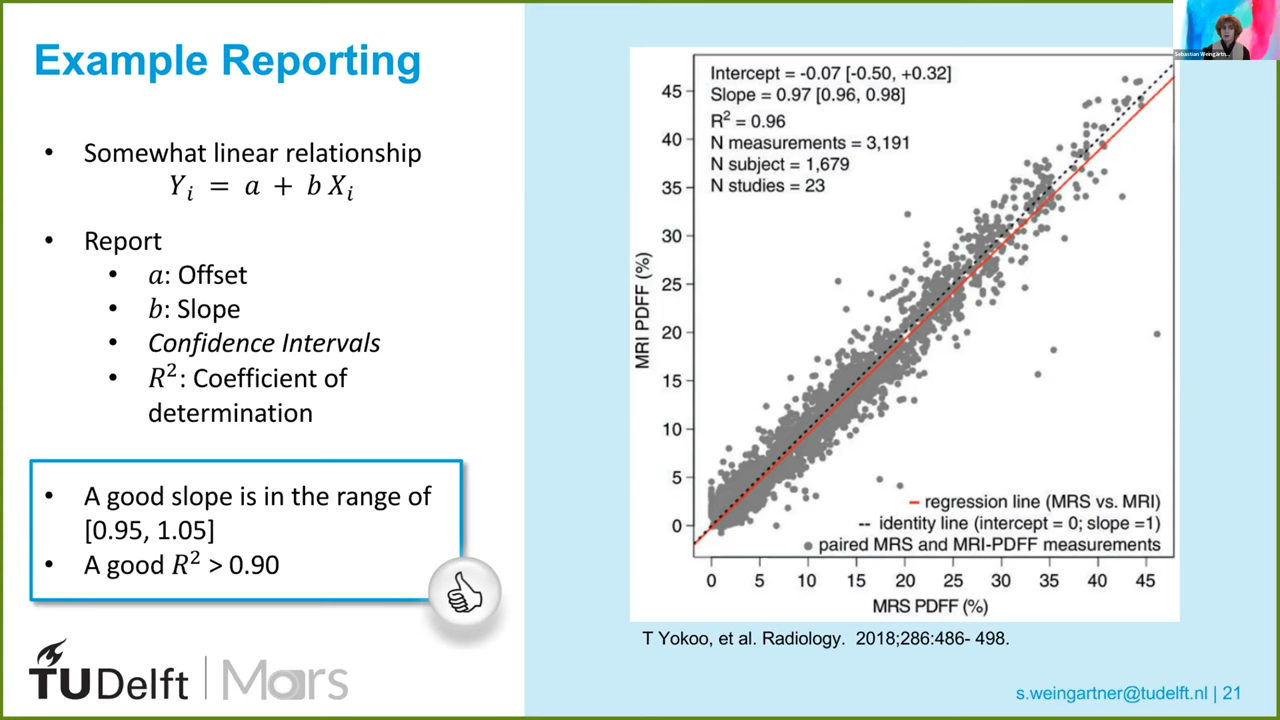 Example Reporting
• Somewhat linear relationship
Y_i = a + b X_i
• Report
• a: Offset
• b: Slope
• Confidence Intervals
• R²: Coefficient of
determination
• A good slope is in the range of
[0.95, 1.05]
• A good R² > 0.90
TUDelft | Mars
Intercept = -0.07 [-0.50, +0.32]
Slope = 0.97 [0.96, 0.98]
R² = 0.96
N measurements = 3,191
N subject = 1,679
N studies = 23
MRI PDFF (%)
45
40
35
30
25
20
15
10
5
0
regression line (MRS vs. MRI)
identity line (intercept = 0; slope =1)
paired MRS and MRI-PDFF measurements
0 5 10 15 20 25 30 35 40 45
MRS PDFF (%)
T Yokoo, et al. Radiology. 2018;286:486- 498.
s.weingartner@tudelft.nl | 21
Sebastian Weingärtn...